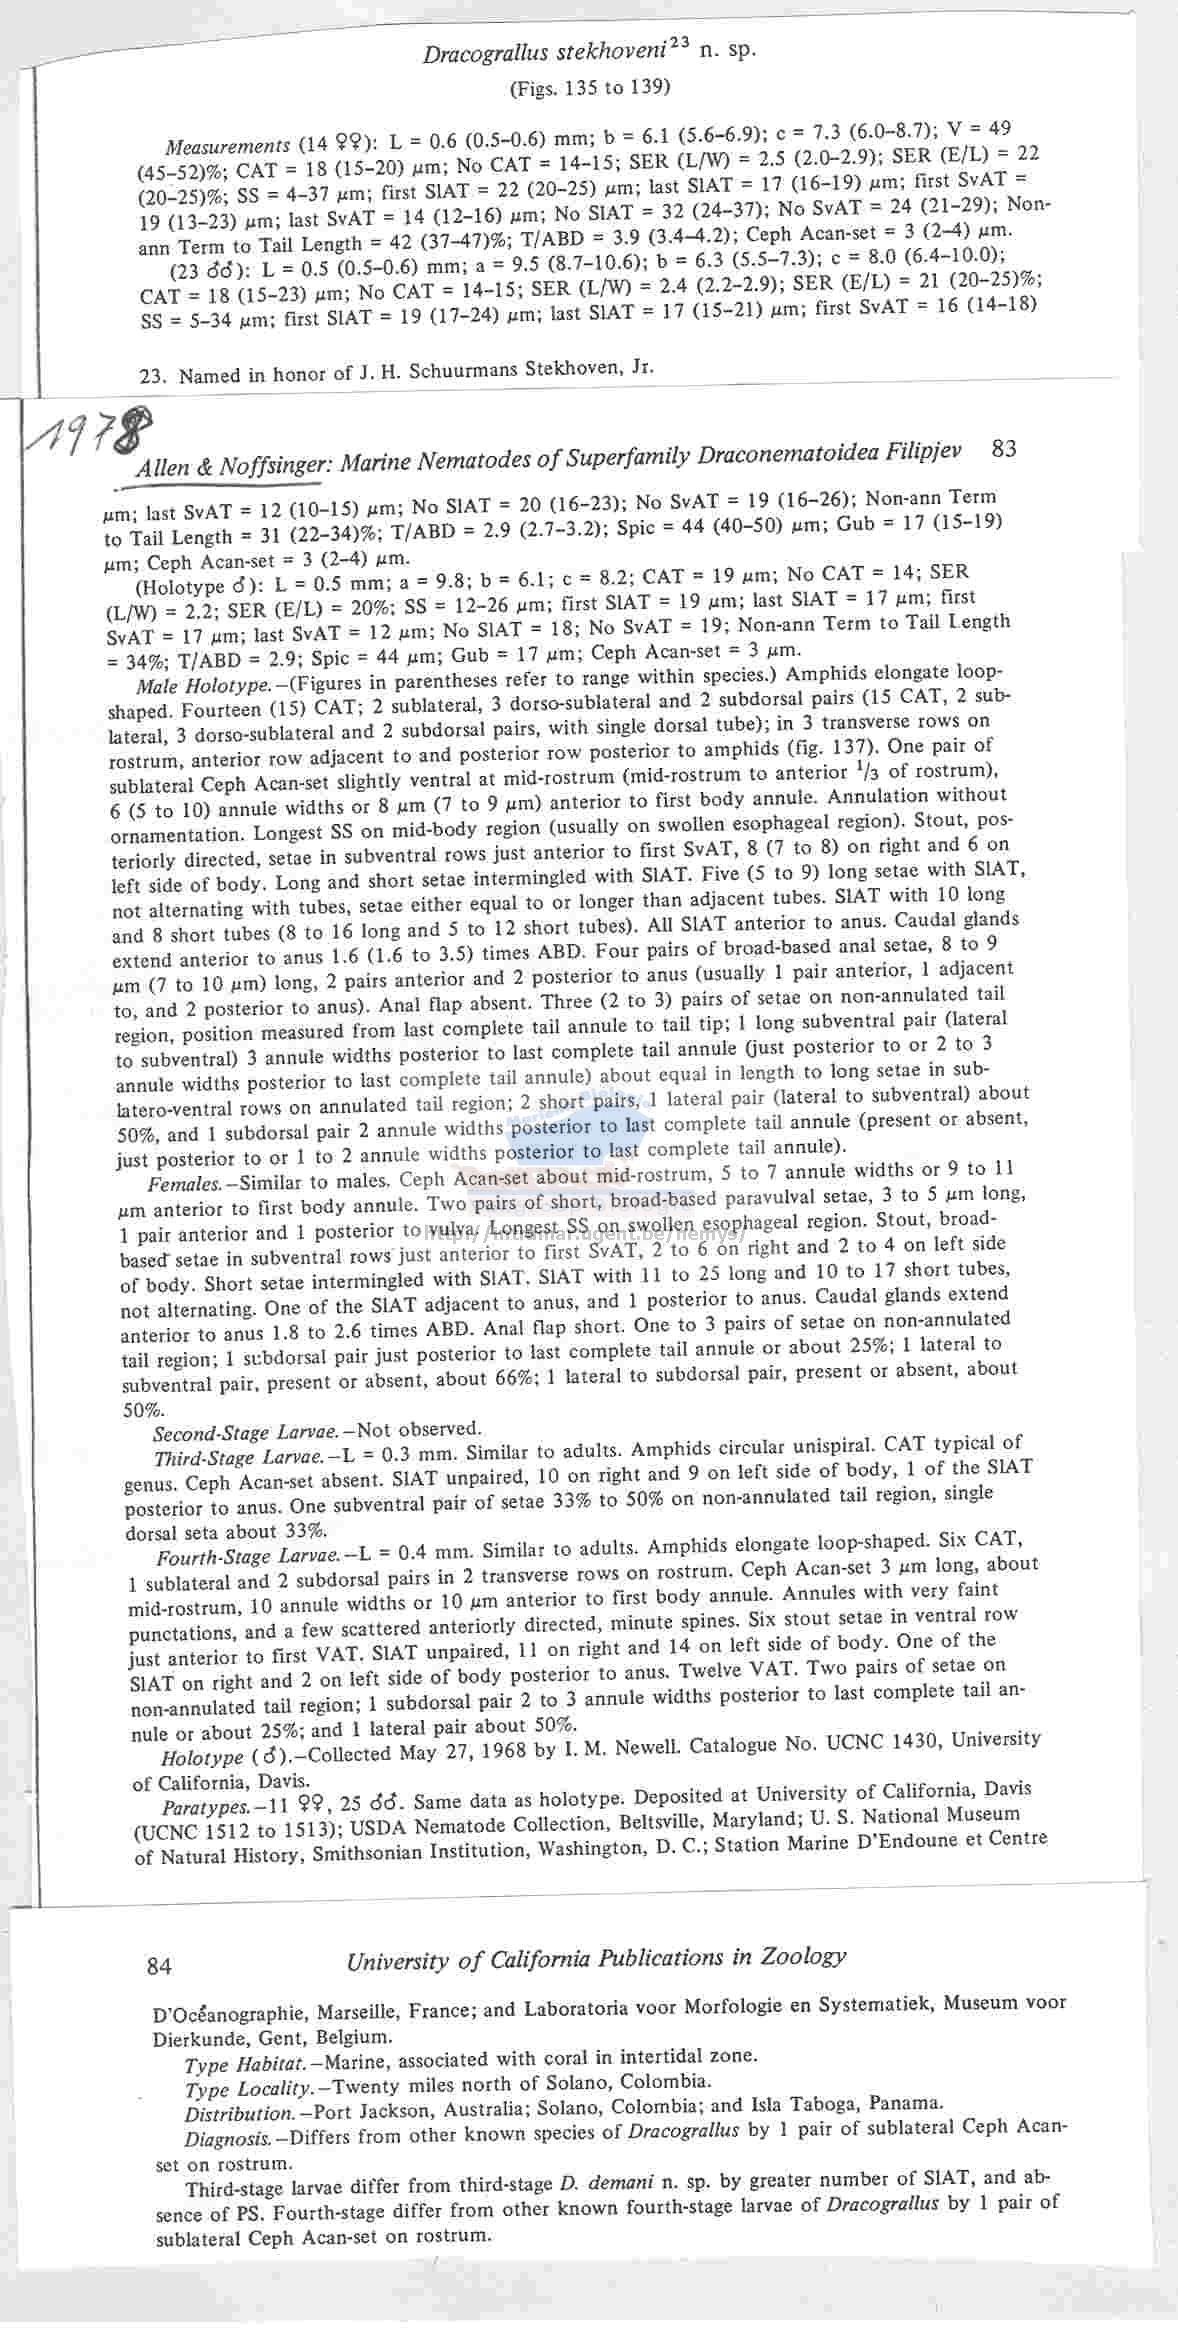 Dracograllus stekhoveni²³ n. sp.
(Figs. 135 to 139)
Measurements (14 ♀♀): L = 0.6 (0.5–0.6) mm; b = 6.1 (5.6–6.9); c = 7.3 (6.0–8.7); V = 49
(45–52)%; CAT = 18 (15–20) μm; No CAT = 14–15; SER (L/W) = 2.5 (2.0–2.9); SER (E/L) = 22
(20–25)%; SS = 4–37 μm; first SlAT = 22 (20–25) μm; last SlAT = 17 (16–19) μm; first SvAT =
19 (13–23) μm; last SvAT = 14 (12–16) μm; No SlAT = 32 (24–37); No SvAT = 24 (21–29); Non-
ann Term to Tail Length = 42 (37–47)%; T/ABD = 3.9 (3.4–4.2); Ceph Acan-set = 3 (2–4) μm.
(23 ♂♂): L = 0.5 (0.5–0.6) mm; a = 9.5 (8.7–10.6); b = 6.3 (5.5–7.3); c = 8.0 (6.4–10.0);
CAT = 18 (15–23) μm; No CAT = 14–15; SER (L/W) = 2.4 (2.2–2.9); SER (E/L) = 21 (20–25)%;
SS = 5–34 μm; first SlAT = 19 (17–24) μm; last SlAT = 17 (15–21) μm; first SvAT = 16 (14–18)
23. Named in honor of J. H. Schuurmans Stekhoven, Jr.
1978
Allen & Noffsinger: Marine Nematodes of Superfamily Draconematoidea Filipjev 83
μm; last SvAT = 12 (10–15) μm; No SlAT = 20 (16–23); No SvAT = 19 (16–26); Non-ann Term
to Tail Length = 31 (22–34)%; T/ABD = 2.9 (2.7–3.2); Spic = 44 (40–50) μm; Gub = 17 (15–19)
μm; Ceph Acan-set = 3 (2–4) μm.
(Holotype ♂): L = 0.5 mm; a = 9.8; b = 6.1; c = 8.2; CAT = 19 μm; No CAT = 14; SER
(L/W) = 2.2; SER (E/L) = 20%; SS = 12–26 μm; first SlAT = 19 μm; last SlAT = 17 μm; first
SvAT = 17 μm; last SvAT = 12 μm; No SlAT = 18; No SvAT = 19; Non-ann Term to Tail Length
= 34%; T/ABD = 2.9; Spic = 44 μm; Gub = 17 μm; Ceph Acan-set = 3 μm.
Male Holotype.—(Figures in parentheses refer to range within species.) Amphids elongate loop-
shaped. Fourteen (15) CAT; 2 sublateral, 3 dorso-sublateral and 2 subdorsal pairs (15 CAT, 2 sub-
lateral, 3 dorso-sublateral and 2 subdorsal pairs, with single dorsal tube); in 3 transverse rows on
rostrum, anterior row adjacent to and posterior row posterior to amphids (fig. 137). One pair of
sublateral Ceph Acan-set slightly ventral at mid-rostrum (mid-rostrum to anterior 1/3 of rostrum),
6 (5 to 10) annule widths or 8 μm (7 to 9 μm) anterior to first body annule. Annulation without
ornamentation. Longest SS on mid-body region (usually on swollen esophageal region). Stout, pos-
teriorly directed, setae in subventral rows just anterior to first SvAT, 8 (7 to 8) on right and 6 on
left side of body. Long and short setae intermingled with SlAT. Five (5 to 9) long setae with SlAT,
not alternating with tubes, setae either equal to or longer than adjacent tubes. SlAT with 10 long
and 8 short tubes (8 to 16 long and 5 to 12 short tubes). All SlAT anterior to anus. Caudal glands
extend anterior to anus 1.6 (1.6 to 3.5) times ABD. Four pairs of broad-based anal setae, 8 to 9
μm (7 to 10 μm) long, 2 pairs anterior and 2 posterior to anus (usually 1 pair anterior, 1 adjacent
to, and 2 posterior to anus). Anal flap absent. Three (2 to 3) pairs of setae on non-annulated tail
region, position measured from last complete tail annule to tail tip; 1 long subventral pair (lateral
to subventral) 3 annule widths posterior to last complete tail annule (just posterior to or 2 to 3
annule widths posterior to last complete tail annule) about equal in length to long setae in sub-
latero-ventral rows on annulated tail region; 2 short pairs, 1 lateral pair (lateral to subventral) about
50%, and 1 subdorsal pair 2 annule widths posterior to last complete tail annule (present or absent,
just posterior to or 1 to 2 annule widths posterior to last complete tail annule).
Females.—Similar to males. Ceph Acan-set about mid-rostrum, 5 to 7 annule widths or 9 to 11
μm anterior to first body annule. Two pairs of short, broad-based paravulval setae, 3 to 5 μm long,
1 pair anterior and 1 posterior to vulva. Longest SS on swollen esophageal region. Stout, broad-
based setae in subventral rows just anterior to first SvAT, 2 to 6 on right and 2 to 4 on left side
of body. Short setae intermingled with SlAT. SlAT with 11 to 25 long and 10 to 17 short tubes,
not alternating. One of the SlAT adjacent to anus, and 1 posterior to anus. Caudal glands extend
anterior to anus 1.8 to 2.6 times ABD. Anal flap short. One to 3 pairs of setae on non-annulated
tail region; 1 subdorsal pair just posterior to last complete tail annule or about 25%; 1 lateral to
subventral pair, present or absent, about 66%; 1 lateral to subdorsal pair, present or absent, about
50%.
Second-Stage Larvae.—Not observed.
Third-Stage Larvae.—L = 0.3 mm. Similar to adults. Amphids circular unispiral. CAT typical of
genus. Ceph Acan-set absent. SlAT unpaired, 10 on right and 9 on left side of body, 1 of the SlAT
posterior to anus. One subventral pair of setae 33% to 50% on non-annulated tail region, single
dorsal seta about 33%.
Fourth-Stage Larvae.—L = 0.4 mm. Similar to adults. Amphids elongate loop-shaped. Six CAT,
1 sublateral and 2 subdorsal pairs in 2 transverse rows on rostrum. Ceph Acan-set 3 μm long, about
mid-rostrum, 10 annule widths or 10 μm anterior to first body annule. Annules with very faint
punctations, and a few scattered anteriorly directed, minute spines. Six stout setae in ventral row
just anterior to first VAT. SlAT unpaired, 11 on right and 14 on left side of body. One of the
SlAT on right and 2 on left side of body posterior to anus. Twelve VAT. Two pairs of setae on
non-annulated tail region; 1 subdorsal pair 2 to 3 annule widths posterior to last complete tail an-
nule or about 25%; and 1 lateral pair about 50%.
Holotype (♂).—Collected May 27, 1968 by I. M. Newell. Catalogue No. UCNC 1430, University
of California, Davis.
Paratypes.—11 ♀♀, 25 ♂♂. Same data as holotype. Deposited at University of California, Davis
(UCNC 1512 to 1513); USDA Nematode Collection, Beltsville, Maryland; U. S. National Museum
of Natural History, Smithsonian Institution, Washington, D. C.; Station Marine D'Endoune et Centre
84 University of California Publications in Zoology
D'Océanographie, Marseille, France; and Laboratoria voor Morfologie en Systematiek, Museum voor
Dierkunde, Gent, Belgium.
Type Habitat.—Marine, associated with coral in intertidal zone.
Type Locality.—Twenty miles north of Solano, Colombia.
Distribution.—Port Jackson, Australia; Solano, Colombia; and Isla Taboga, Panama.
Diagnosis.—Differs from other known species of Dracograllus by 1 pair of sublateral Ceph Acan-
set on rostrum.
Third-stage larvae differ from third-stage D. demani n. sp. by greater number of SlAT, and ab-
sence of PS. Fourth-stage differ from other known fourth-stage larvae of Dracograllus by 1 pair of
sublateral Ceph Acan-set on rostrum.